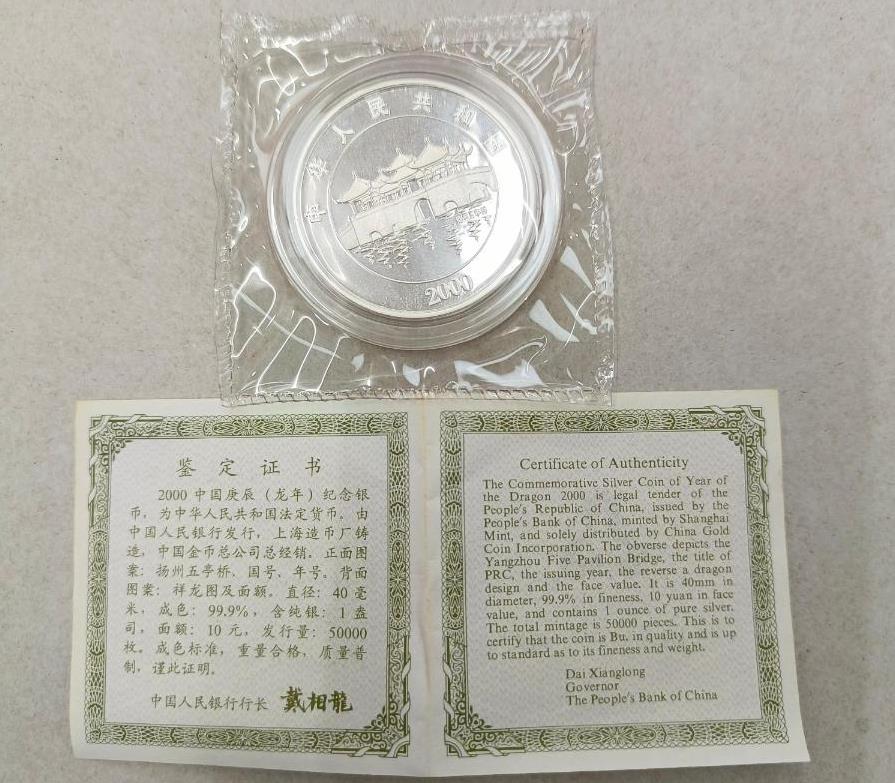 中华人民共和国
2000
鉴定证书
2000 中国庚辰（龙年）纪念银
币，为中华人民共和国法定货币，由
中国人民银行发行，上海造币厂铸
造，中国金币总公司总经销。正面图
案：扬州五亭桥、国号、年号。背面
图案：祥龙图及面额。直径：40 毫
米，成色：99.9%，含纯银：1 盎
司，面额：10 元，发行量：50000
枚。成色标准，重量合格，质量普
制，谨此证明。
中国人民银行行长 戴相龍
Certificate of Authenticity
The Commemorative Silver Coin of Year of
the Dragon 2000 is legal tender of the
People's Republic of China, issued by the
People's Bank of China, minted by Shanghai
Mint, and solely distributed by China Gold
Coin Incorporation. The obverse depicts the
Yangzhou Five Pavilion Bridge, the title of
PRC, the issuing year, the reverse a dragon
design and the face value. It is 40mm in
diameter, 99.9% in fineness, 10 yuan in face
value, and contains 1 ounce of pure silver.
The total mintage is 50000 pieces. This is to
certify that the coin is Bu. in quality and is up
to standard as to its fineness and weight.
Dai Xianglong
Governor
The People's Bank of China